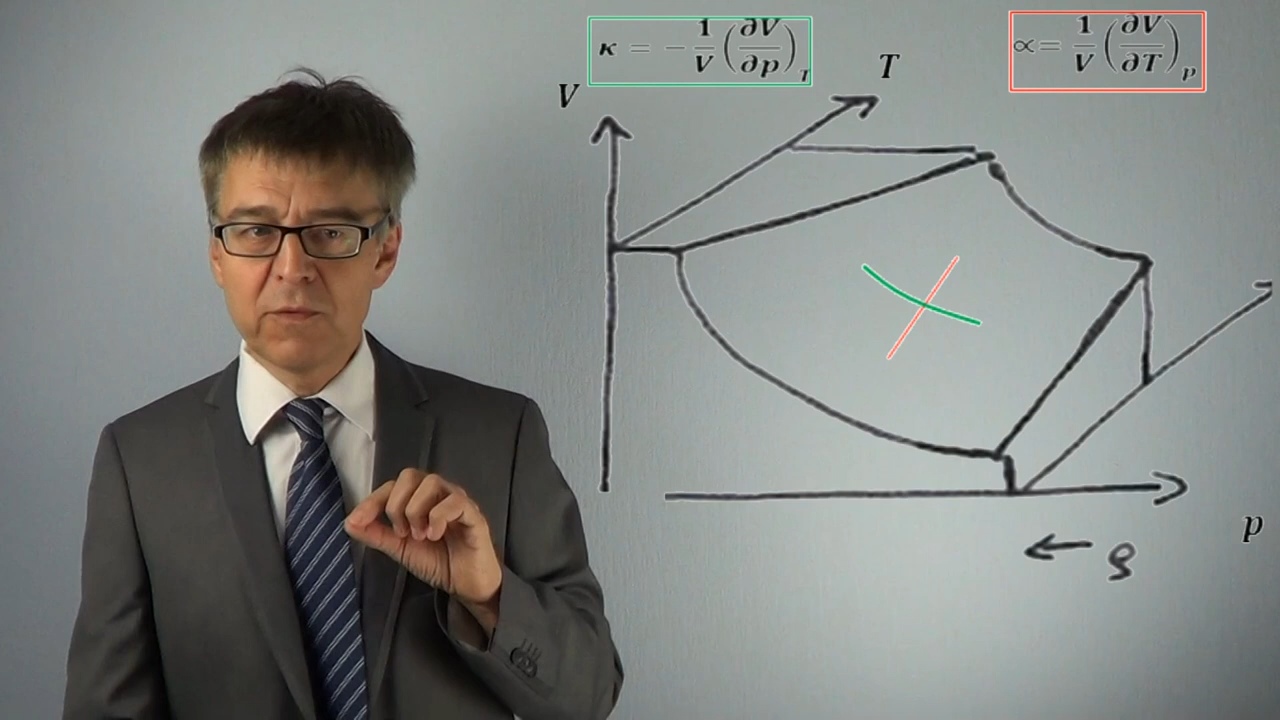 κ = −1/V (∂V/∂p)_T
∝= 1/V (∂V/∂T)_p
T
V
p